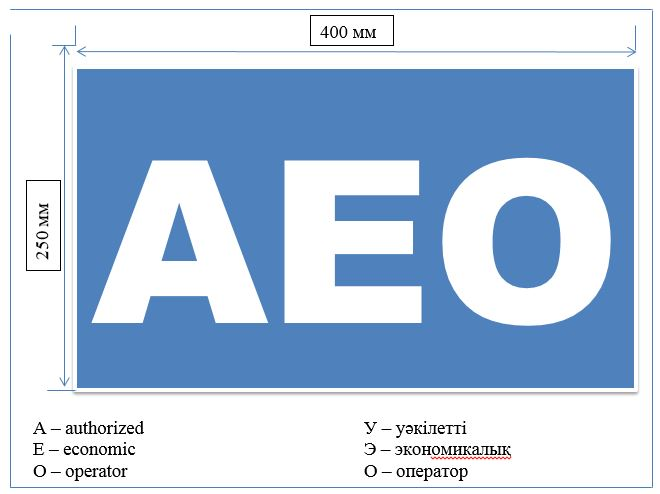 400 мм
250 мм
AEO
A – authorized
E – economic
O – operator
У – уәкілетті
Э – экономикалық
О – оператор